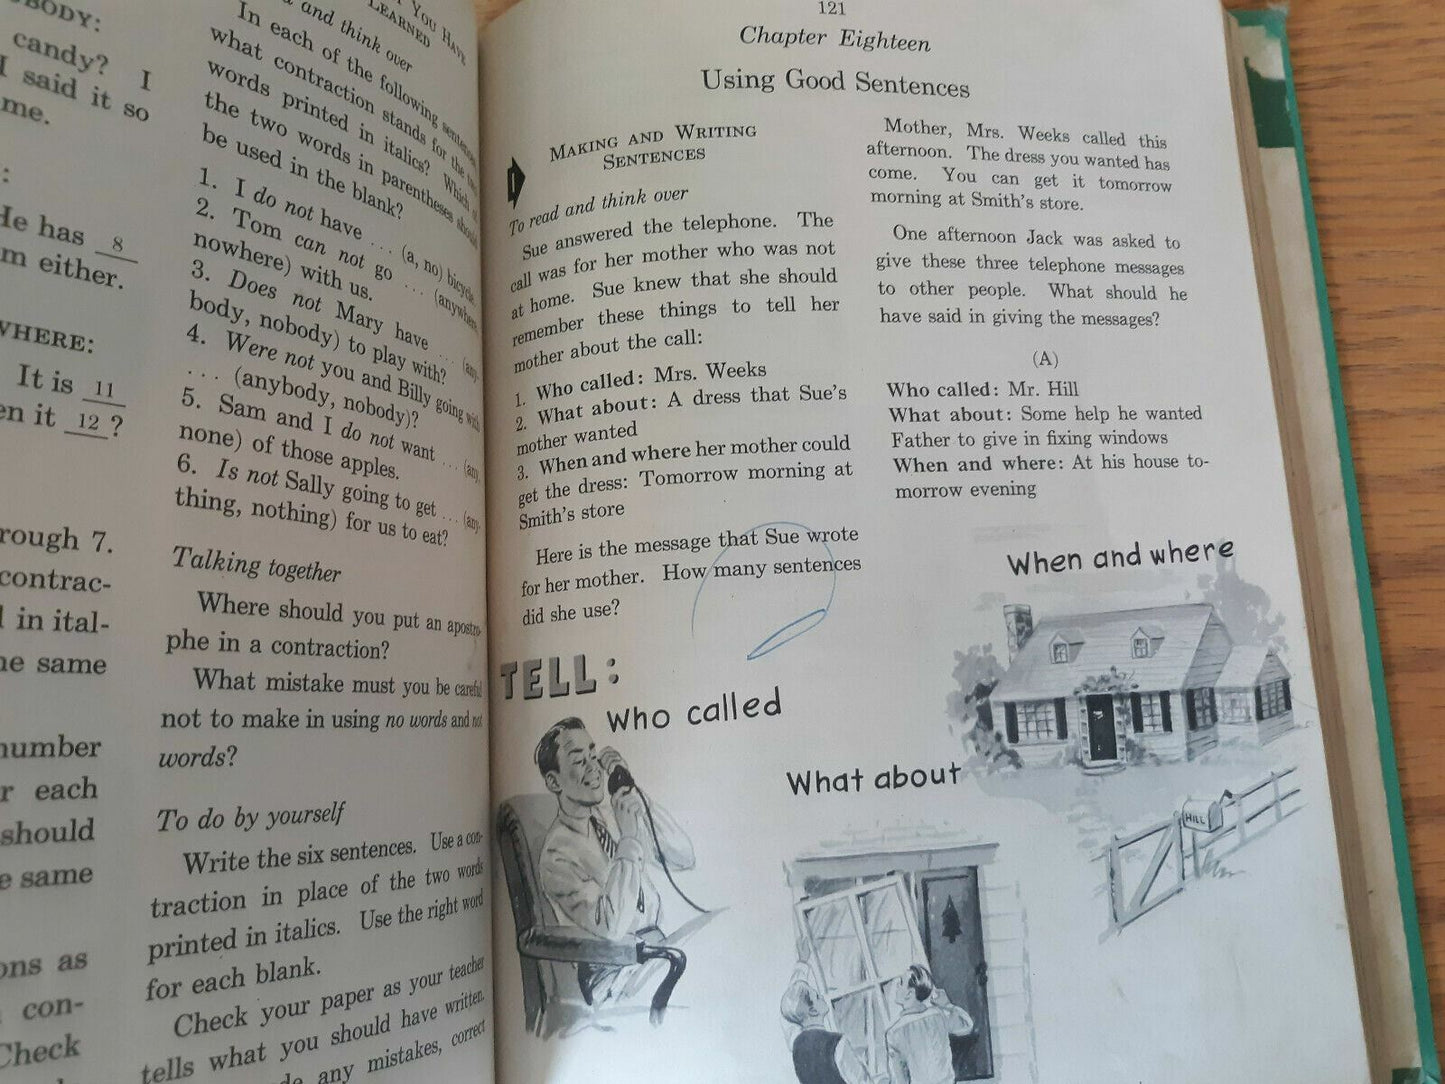 OBODY:
candy? I
I said it so
me.
:
He has 8
m either.
WHERE:
It is 11
en it 12 ?
rough 7.
contrac-
d in ital-
he same
number
r each
should
e same
ons as
con-
Check
T YOU HAVE
LEARNED
and think over
In each of the following sentences
what contraction stands for the two
words printed in italics? Which of
the two words in parentheses should
be used in the blank?
1. I do not have ... (a, no) bicycle.
2. Tom can not go ... (anywhere,
nowhere) with us.
3. Does not Mary have ... (any-
body, nobody) to play with?
4. Were not you and Billy going with
... (anybody, nobody)?
5. Sam and I do not want ... (any,
none) of those apples.
6. Is not Sally going to get ... (any-
thing, nothing) for us to eat?
Talking together
Where should you put an apostro-
phe in a contraction?
What mistake must you be careful
not to make in using no words and not
words?
To do by yourself
Write the six sentences. Use a con-
traction in place of the two words
printed in italics. Use the right word
for each blank.
Check your paper as your teacher
tells what you should have written.
any mistakes, correct
121
Chapter Eighteen
Using Good Sentences
I
MAKING AND WRITING
SENTENCES
To read and think over
Sue answered the telephone. The
call was for her mother who was not
at home. Sue knew that she should
remember these things to tell her
mother about the call:
1. Who called: Mrs. Weeks
2. What about: A dress that Sue's
mother wanted
3. When and where her mother could
get the dress: Tomorrow morning at
Smith's store
Here is the message that Sue wrote
for her mother. How many sentences
did she use?
Mother, Mrs. Weeks called this
afternoon. The dress you wanted has
come. You can get it tomorrow
morning at Smith's store.
One afternoon Jack was asked to
give these three telephone messages
to other people. What should he
have said in giving the messages?
(A)
Who called: Mr. Hill
What about: Some help he wanted
Father to give in fixing windows
When and where: At his house to-
morrow evening
TELL:
Who called
What about
When and where
HILL